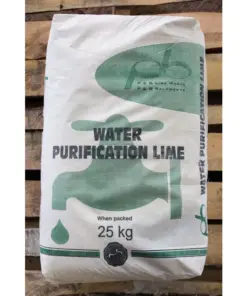 WATER
PURIFICATION LIME
When packed
25 kg
WATER PURIFICATION LIME